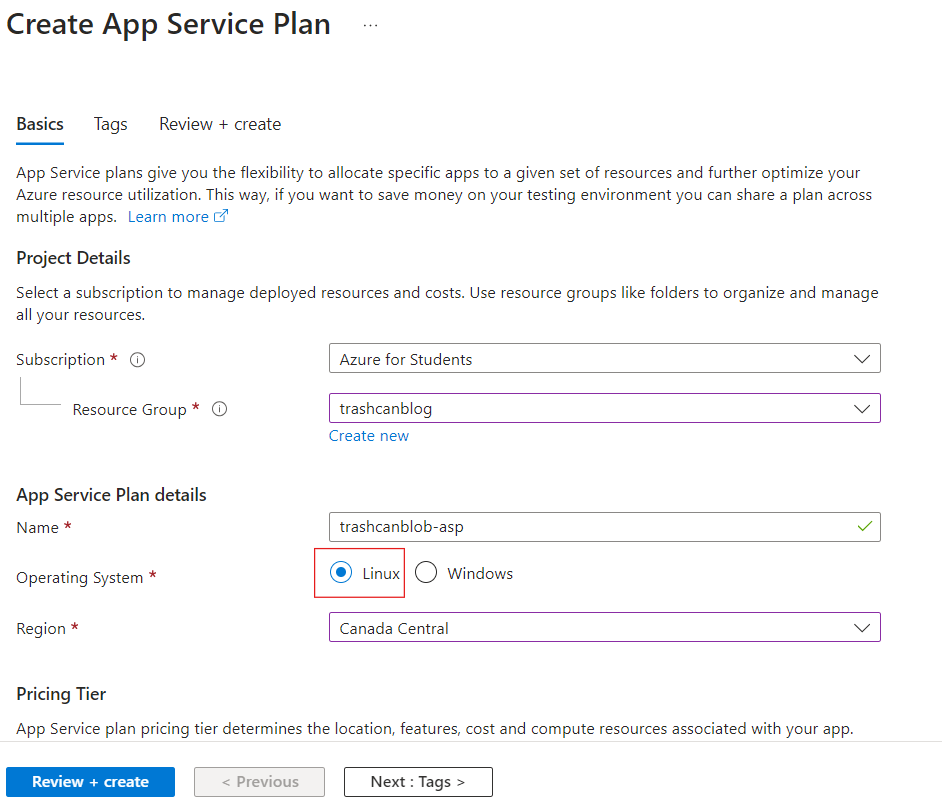 Create App Service Plan ...
Basics Tags Review + create
App Service plans give you the flexibility to allocate specific apps to a given set of resources and further optimize your
Azure resource utilization. This way, if you want to save money on your testing environment you can share a plan across
multiple apps. Learn more
Project Details
Select a subscription to manage deployed resources and costs. Use resource groups like folders to organize and manage
all your resources.
Subscription * Azure for Students
Resource Group * trashcanblog
Create new
App Service Plan details
Name * trashcanblob-asp
Operating System * Linux Windows
Region * Canada Central
Pricing Tier
App Service plan pricing tier determines the location, features, cost and compute resources associated with your app.
Review + create < Previous Next : Tags >